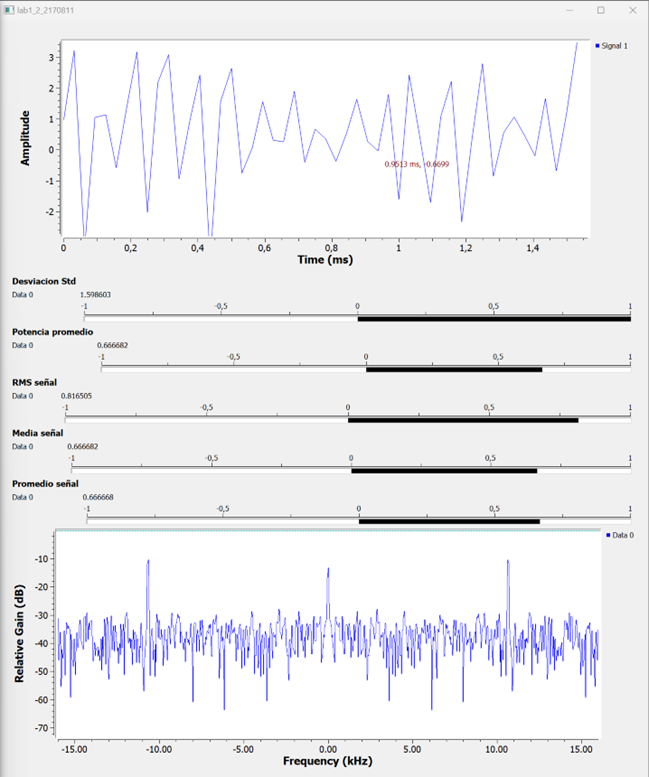 lab1_2_2170811
Signal 1
Amplitude
3
2
1
0
-1
-2
0.9513 ms, -0.6699
0 0,2 0,4 0,6 0,8 1 1,2 1,4
Time (ms)
Desviacion Std
Data 0 1.598603
-1 -0,5 0 0,5 1
Potencia promedio
Data 0 0.666682
-1 -0,5 0 0,5 1
RMS señal
Data 0 0.816505
-1 -0,5 0 0,5 1
Media señal
Data 0 0.666682
-1 -0,5 0 0,5 1
Promedio señal
Data 0 0.666668
-1 -0,5 0 0,5 1
Data 0
Relative Gain (dB)
-10
-20
-30
-40
-50
-60
-70
-15.00 -10.00 -5.00 0.00 5.00 10.00 15.00
Frequency (kHz)